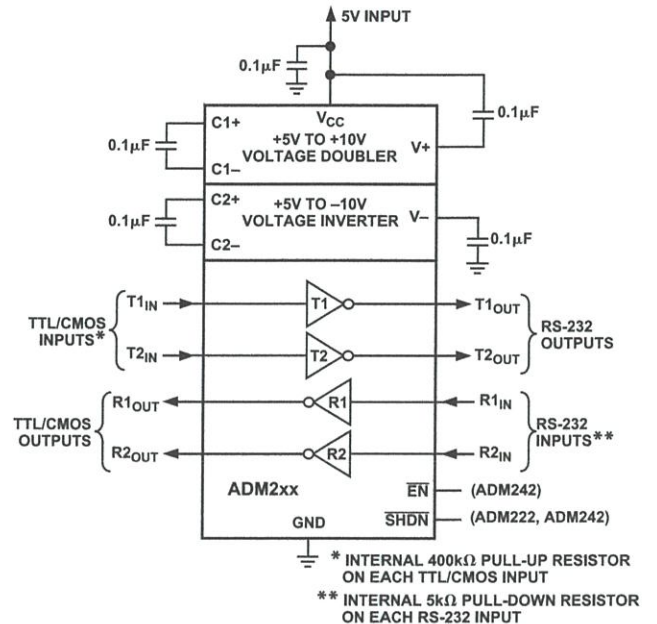 5V INPUT
0.1μF
0.1μF
VCC
C1+
+5V TO +10V
VOLTAGE DOUBLER
V+
0.1μF
C1–
C2+
+5V TO –10V
VOLTAGE INVERTER
V–
0.1μF
C2–
0.1μF
T1IN
T1
T1OUT
TTL/CMOS
INPUTS*
RS-232
OUTPUTS
T2IN
T2
T2OUT
R1OUT
R1
R1IN
TTL/CMOS
OUTPUTS
RS-232
INPUTS**
R2OUT
R2
R2IN
ADM2xx
EN
(ADM242)
GND
SHDN
(ADM222, ADM242)
* INTERNAL 400kΩ PULL-UP RESISTOR
ON EACH TTL/CMOS INPUT
** INTERNAL 5kΩ PULL-DOWN RESISTOR
ON EACH RS-232 INPUT